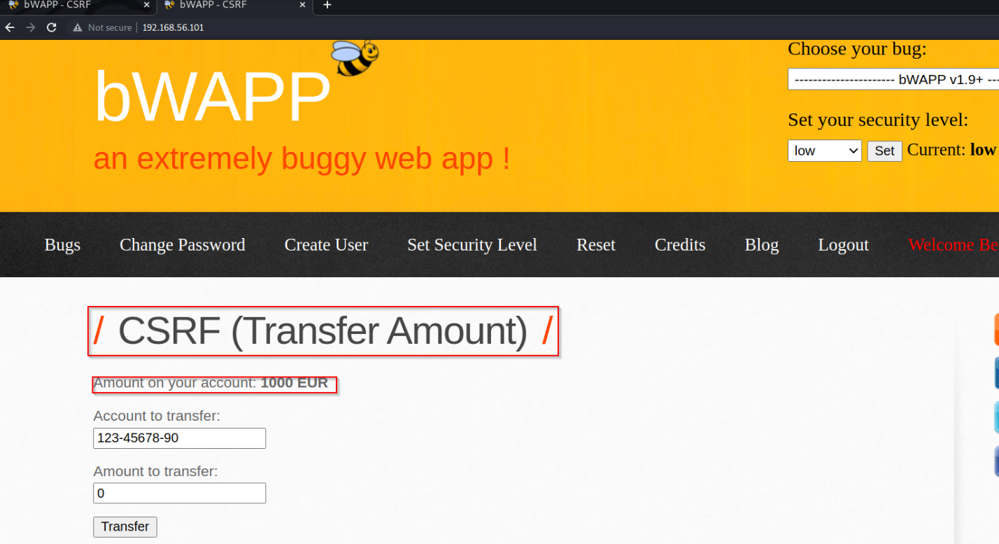 bWAPP - CSRF × bWAPP - CSRF × +
Not secure 192.168.56.101
Choose your bug:
---------------------- bWAPP v1.9+ ---
bWAPP
an extremely buggy web app !
Set your security level:
low Set Current: low
Bugs Change Password Create User Set Security Level Reset Credits Blog Logout Welcome Be
/ CSRF (Transfer Amount) /
Amount on your account: 1000 EUR
Account to transfer:
123-45678-90
Amount to transfer:
0
Transfer